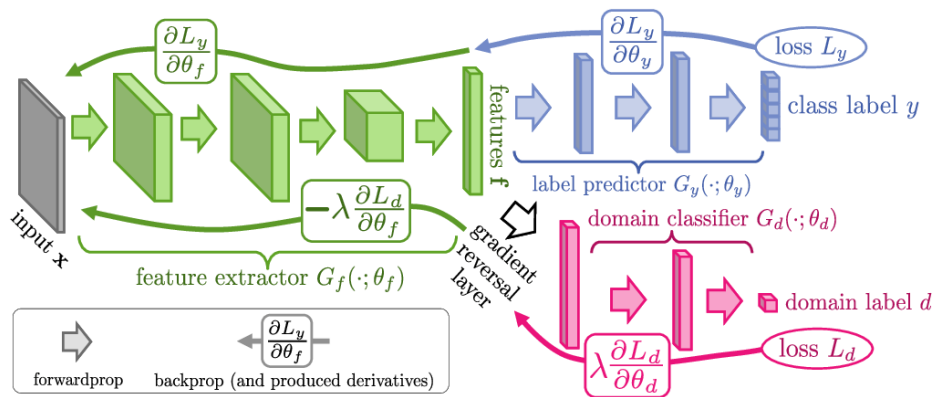 ∂L_y/∂θ_f
∂L_y/∂θ_y
loss L_y
features f
class label y
label predictor G_y(·; θ_y)
input x
−λ ∂L_d/∂θ_f
feature extractor G_f(·; θ_f)
gradient
reversal
layer
domain classifier G_d(·; θ_d)
domain label d
λ ∂L_d/∂θ_d
loss L_d
∂L_y/∂θ_f
forwardprop
backprop (and produced derivatives)